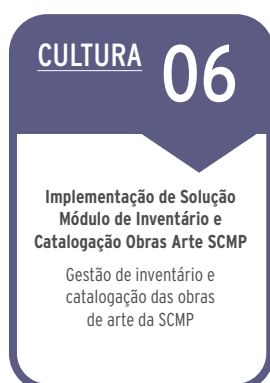 CULTURA
06
Implementação de Solução
Módulo de Inventário e
Catalogação Obras Arte SCMP
Gestão de inventário e
catalogação das obras
de arte da SCMP